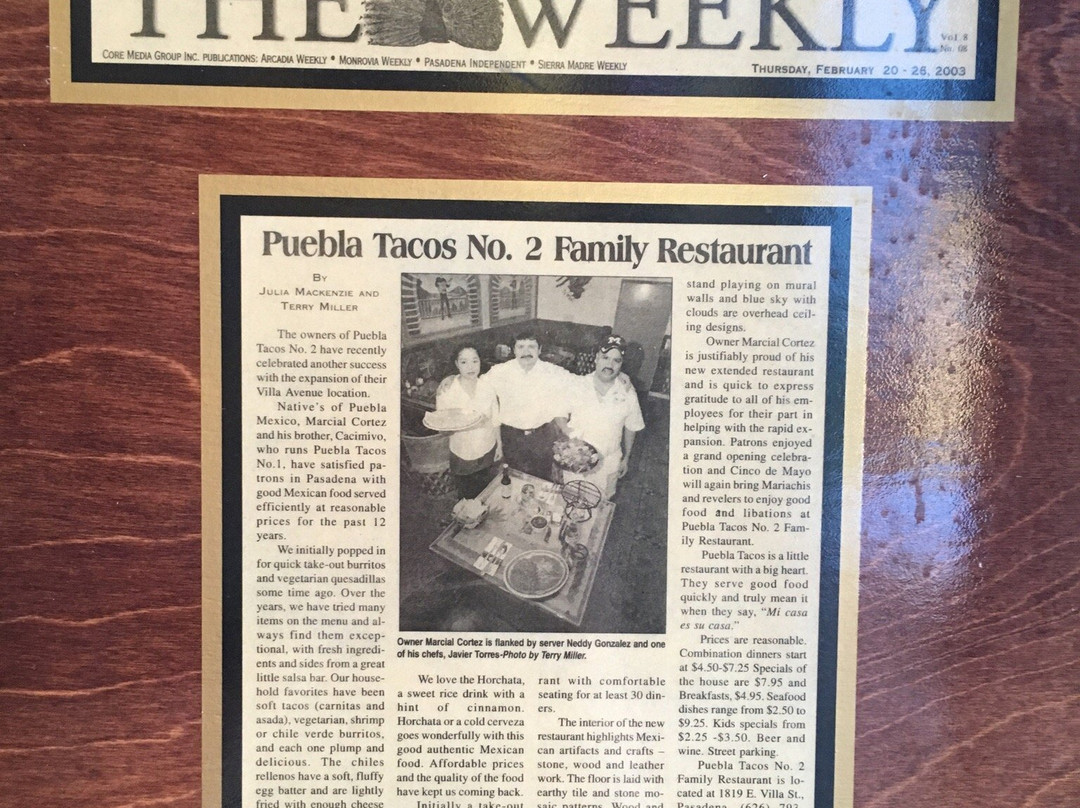 THE WEEKLY
Vol. 8
No. 08
CORE MEDIA GROUP INC. PUBLICATIONS: ARCADIA WEEKLY * MONROVIA WEEKLY * PASADENA INDEPENDENT * SIERRA MADRE WEEKLY
THURSDAY, FEBRUARY 20 - 26, 2003
Puebla Tacos No. 2 Family Restaurant
BY
JULIA MACKENZIE AND
TERRY MILLER
The owners of Puebla
Tacos No. 2 have recently
celebrated another success
with the expansion of their
Villa Avenue location.
Native's of Puebla
Mexico, Marcial Cortez
and his brother, Cacimivo,
who runs Puebla Tacos
No.1, have satisfied pa-
trons in Pasadena with
good Mexican food served
efficiently at reasonable
prices for the past 12
years.
We initially popped in
for quick take-out burritos
and vegetarian quesadillas
some time ago. Over the
years, we have tried many
items on the menu and al-
ways find them excep-
tional, with fresh ingredi-
ents and sides from a great
little salsa bar. Our house-
hold favorites have been
soft tacos (carnitas and
asada), vegetarian, shrimp
or chile verde burritos,
and each one plump and
delicious. The chiles
rellenos have a soft, fluffy
egg batter and are lightly
fried with enough cheese
Owner Marcial Cortez is flanked by server Neddy Gonzalez and one
of his chefs, Javier Torres-Photo by Terry Miller.
We love the Horchata,
a sweet rice drink with a
hint of cinnamon.
Horchata or a cold cerveza
goes wonderfully with this
good authentic Mexican
food. Affordable prices
and the quality of the food
have kept us coming back.
Initially a take-out
rant with comfortable
seating for at least 30 din-
ers.
The interior of the new
restaurant highlights Mexi-
can artifacts and crafts –
stone, wood and leather
work. The floor is laid with
earthy tile and stone mo-
saic patterns. Wood and
stand playing on mural
walls and blue sky with
clouds are overhead ceil-
ing designs.
Owner Marcial Cortez
is justifiably proud of his
new extended restaurant
and is quick to express
gratitude to all of his em-
ployees for their part in
helping with the rapid ex-
pansion. Patrons enjoyed
a grand opening celebra-
tion and Cinco de Mayo
will again bring Mariachis
and revelers to enjoy good
food and libations at
Puebla Tacos No. 2 Fam-
ily Restaurant.
Puebla Tacos is a little
restaurant with a big heart.
They serve good food
quickly and truly mean it
when they say, "Mi casa
es su casa."
Prices are reasonable.
Combination dinners start
at $4.50-$7.25 Specials of
the house are $7.95 and
Breakfasts, $4.95. Seafood
dishes range from $2.50 to
$9.25. Kids specials from
$2.25 -$3.50. Beer and
wine. Street parking.
Puebla Tacos No. 2
Family Restaurant is lo-
cated at 1819 E. Villa St.,
Pasadena (626) 793-